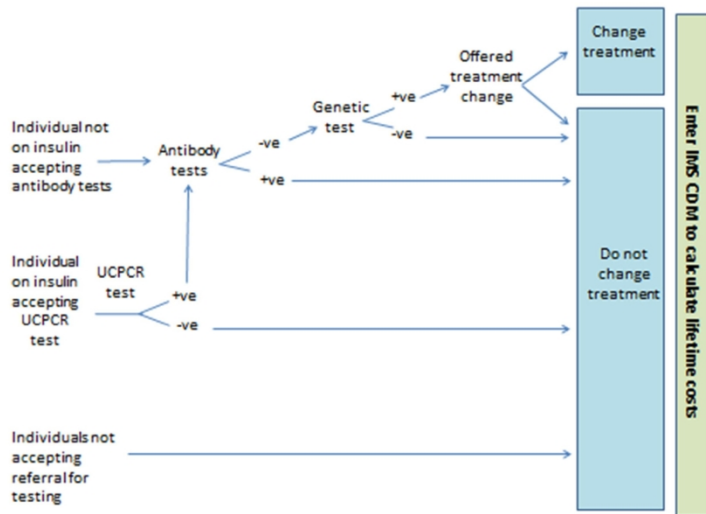 Change
treatment
Offered
treatment
change
+ve
Genetic
test
-ve
-ve
Individual not
on insulin
accepting
antibody tests
Antibody
tests
+ve
Individual
on insulin
accepting
UCPCR
test
UCPCR
test
+ve
-ve
Do not
change
treatment
Individuals not
accepting
referral for
testing
Enter IMS CDM to calculate lifetime
costs